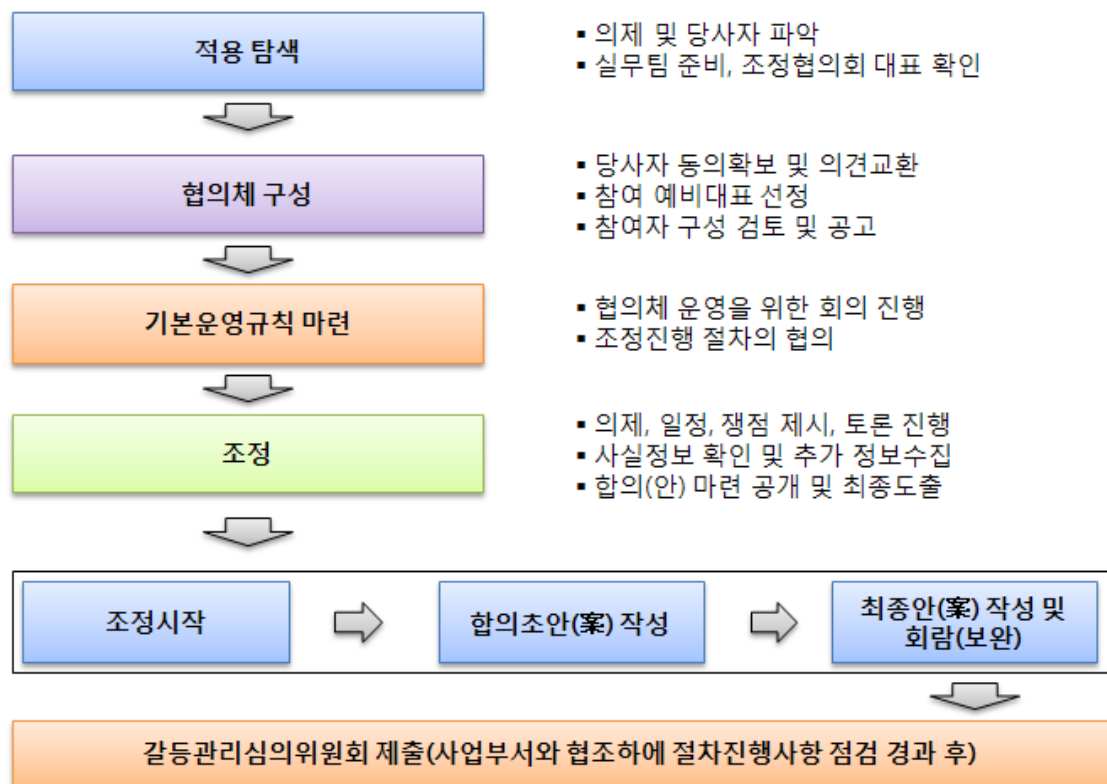 적용 탐색
▪ 의제 및 당사자 파악
▪ 실무팀 준비, 조정협의회 대표 확인
협의체 구성
▪ 당사자 동의확보 및 의견교환
▪ 참여 예비대표 선정
▪ 참여자 구성 검토 및 공고
기본운영규칙 마련
▪ 협의체 운영을 위한 회의 진행
▪ 조정진행 절차의 협의
조정
▪ 의제, 일정, 쟁점 제시, 토론 진행
▪ 사실정보 확인 및 추가 정보수집
▪ 합의(안) 마련 공개 및 최종도출
조정시작
합의초안(案) 작성
최종안(案) 작성 및
회람(보완)
갈등관리심의위원회 제출(사업부서와 협조하에 절차진행사항 점검 경과 후)